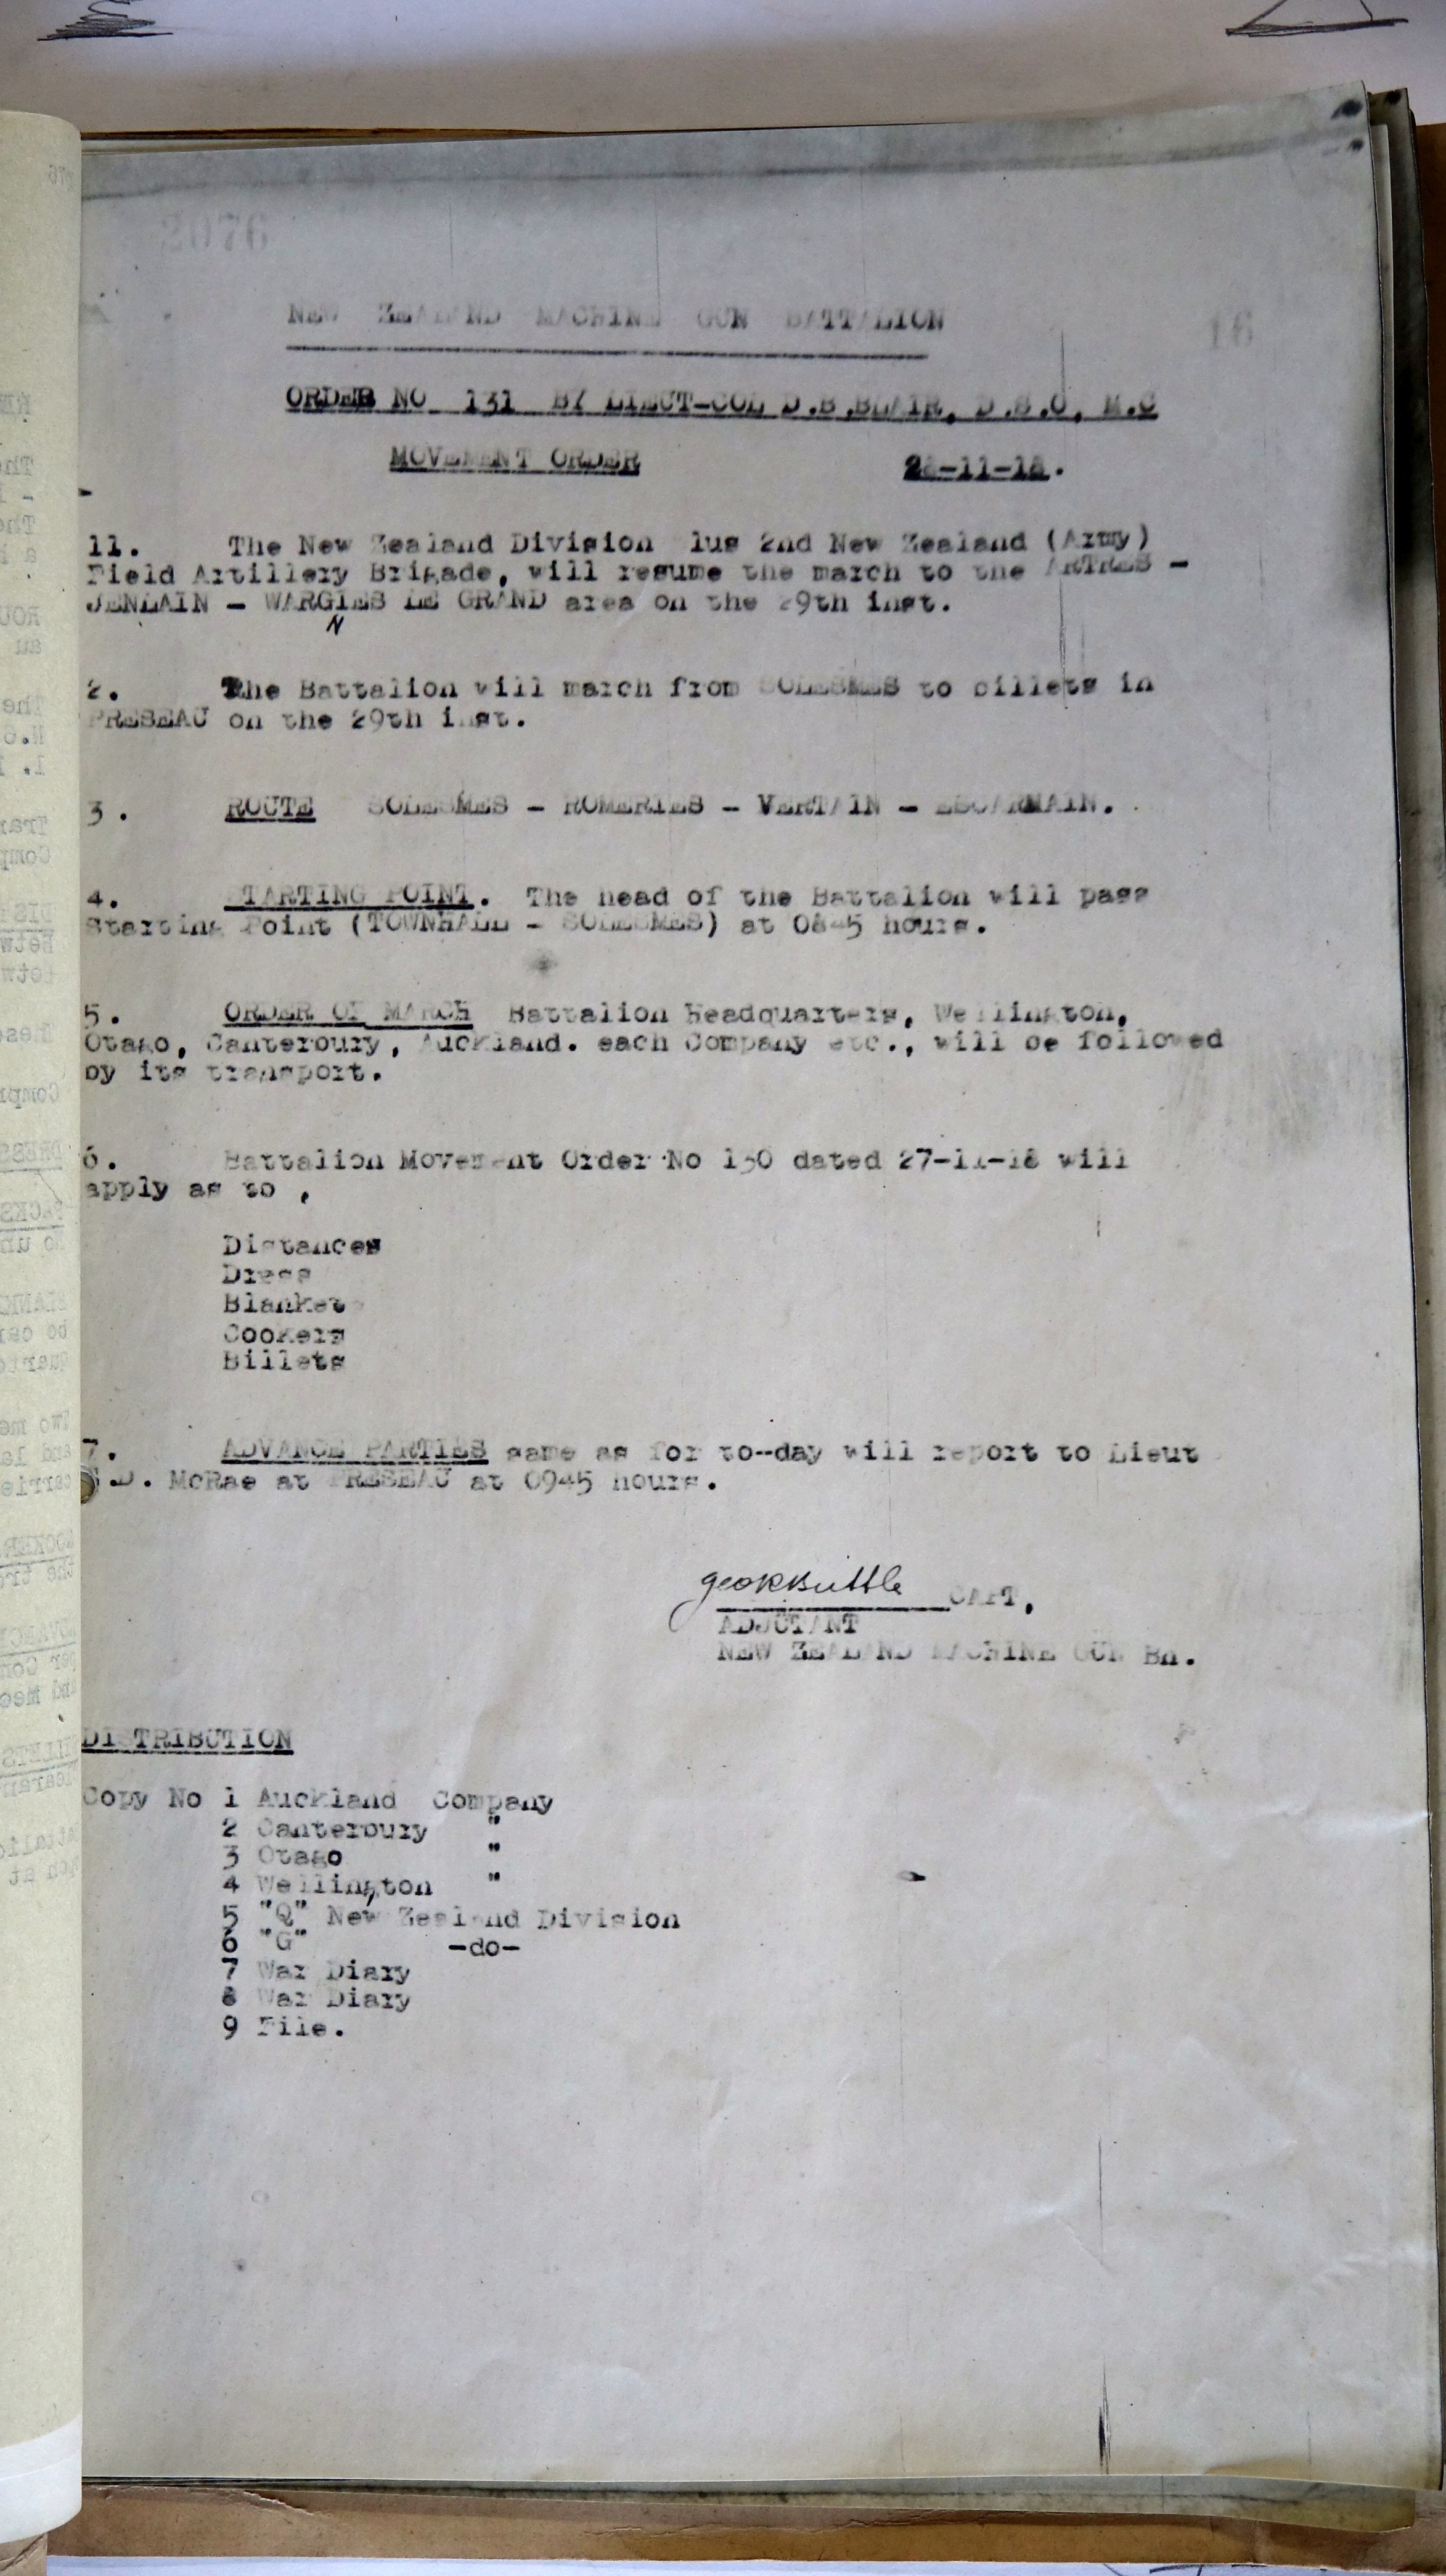 2076
NEW ZEALAND MACHINE GUN BATTALION
16
ORDER NO 131 BY LIEUT-COL D.B.BLAIR, D.S.O, M.C
MOVEMENT ORDER 28-11-18.
11. The New Zealand Division lus 2nd New Zealand (Army)
Field Artillery Brigade, will resume the march to the ARTRES -
JENLAIN - WARGIES LE GRAND area on the 29th inst.
N
2. The Battalion will march from SOLESMES to billets in
PRESEAU on the 29th inst.
3. ROUTE SOLESMES - ROMERIES - VERTAIN - ESCARMAIN.
4. STARTING POINT. The head of the Battalion will pass
Starting Point (TOWNHALL - SOLESMES) at 0845 hours.
5. ORDER OF MARCH Battalion Headquarters, Wellington,
Otago, Canterbury, Auckland. each Company etc., will be followed
by its transport.
6. Battalion Movement Order No 130 dated 27-11-18 will
apply as to ,
Distances
Dress
Blankets
Cookers
Billets
7. ADVANCE PARTIES same as for to--day will report to Lieut
.D. McRae at PRESEAU at 0945 hours.
GeoRKButtle CAPT,
ADJUTANT
NEW ZEALAND MACHINE GUN Bn.
DISTRIBUTION
Copy No 1 Auckland Company
2 Canterbury "
3 Otago "
4 Wellington "
5 "Q" New Zealand Division
6 "G" -do-
7 War Diary
8 War Diary
9 File.